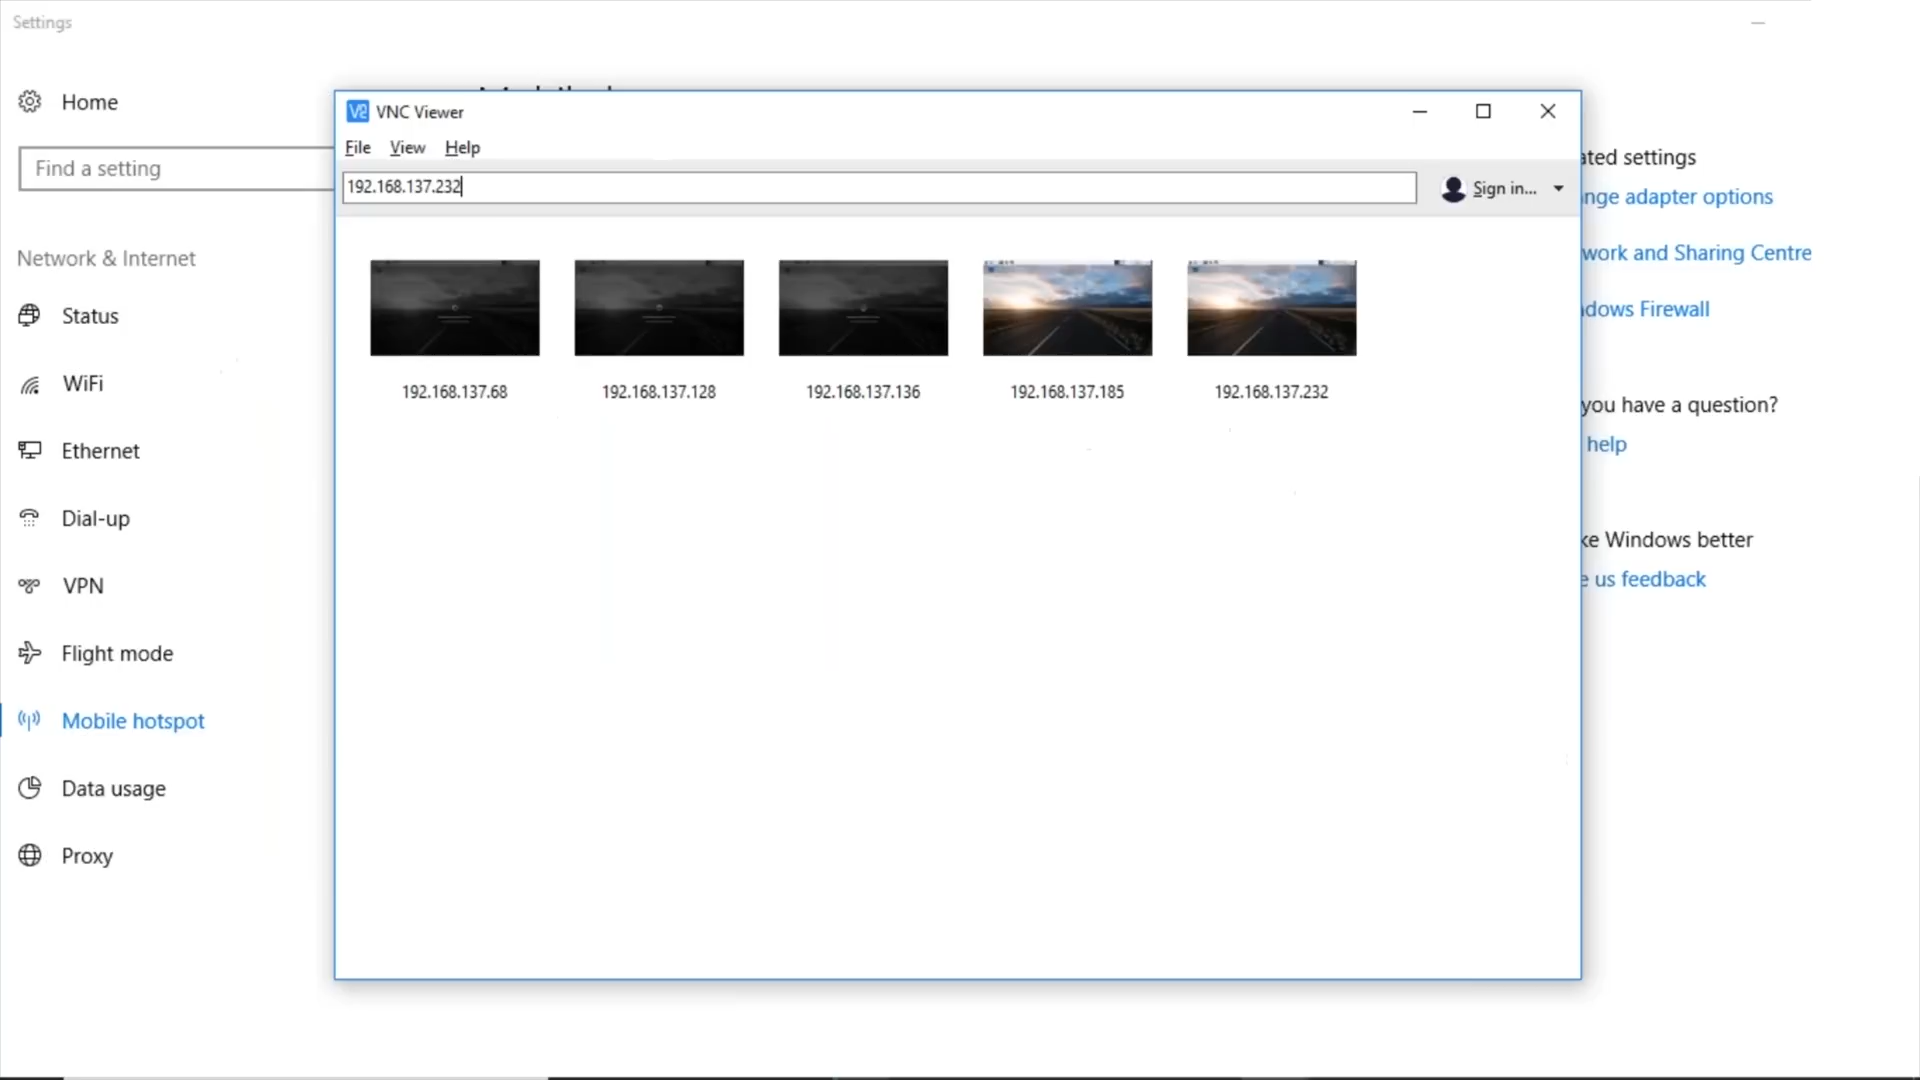 Settings
Home
Find a setting
Network & Internet
Status
WiFi
Ethernet
Dial-up
VPN
Flight mode
Mobile hotspot
Data usage
Proxy
VNC Viewer
File View Help
192.168.137.232
Sign in...
192.168.137.68 192.168.137.128 192.168.137.136 192.168.137.185 192.168.137.232
ated settings
nge adapter options
work and Sharing Centre
dows Firewall
you have a question?
help
ke Windows better
e us feedback